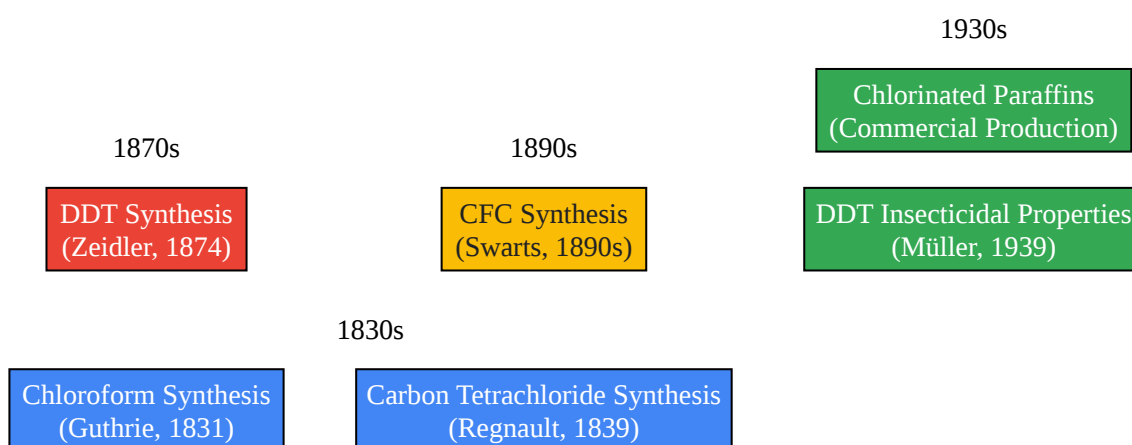 1930s
Chlorinated Paraffins
(Commercial Production)
1870s
1890s
DDT Synthesis
(Zeidler, 1874)
CFC Synthesis
(Swarts, 1890s)
DDT Insecticidal Properties
(Müller, 1939)
1830s
Chloroform Synthesis
(Guthrie, 1831)
Carbon Tetrachloride Synthesis
(Regnault, 1839)